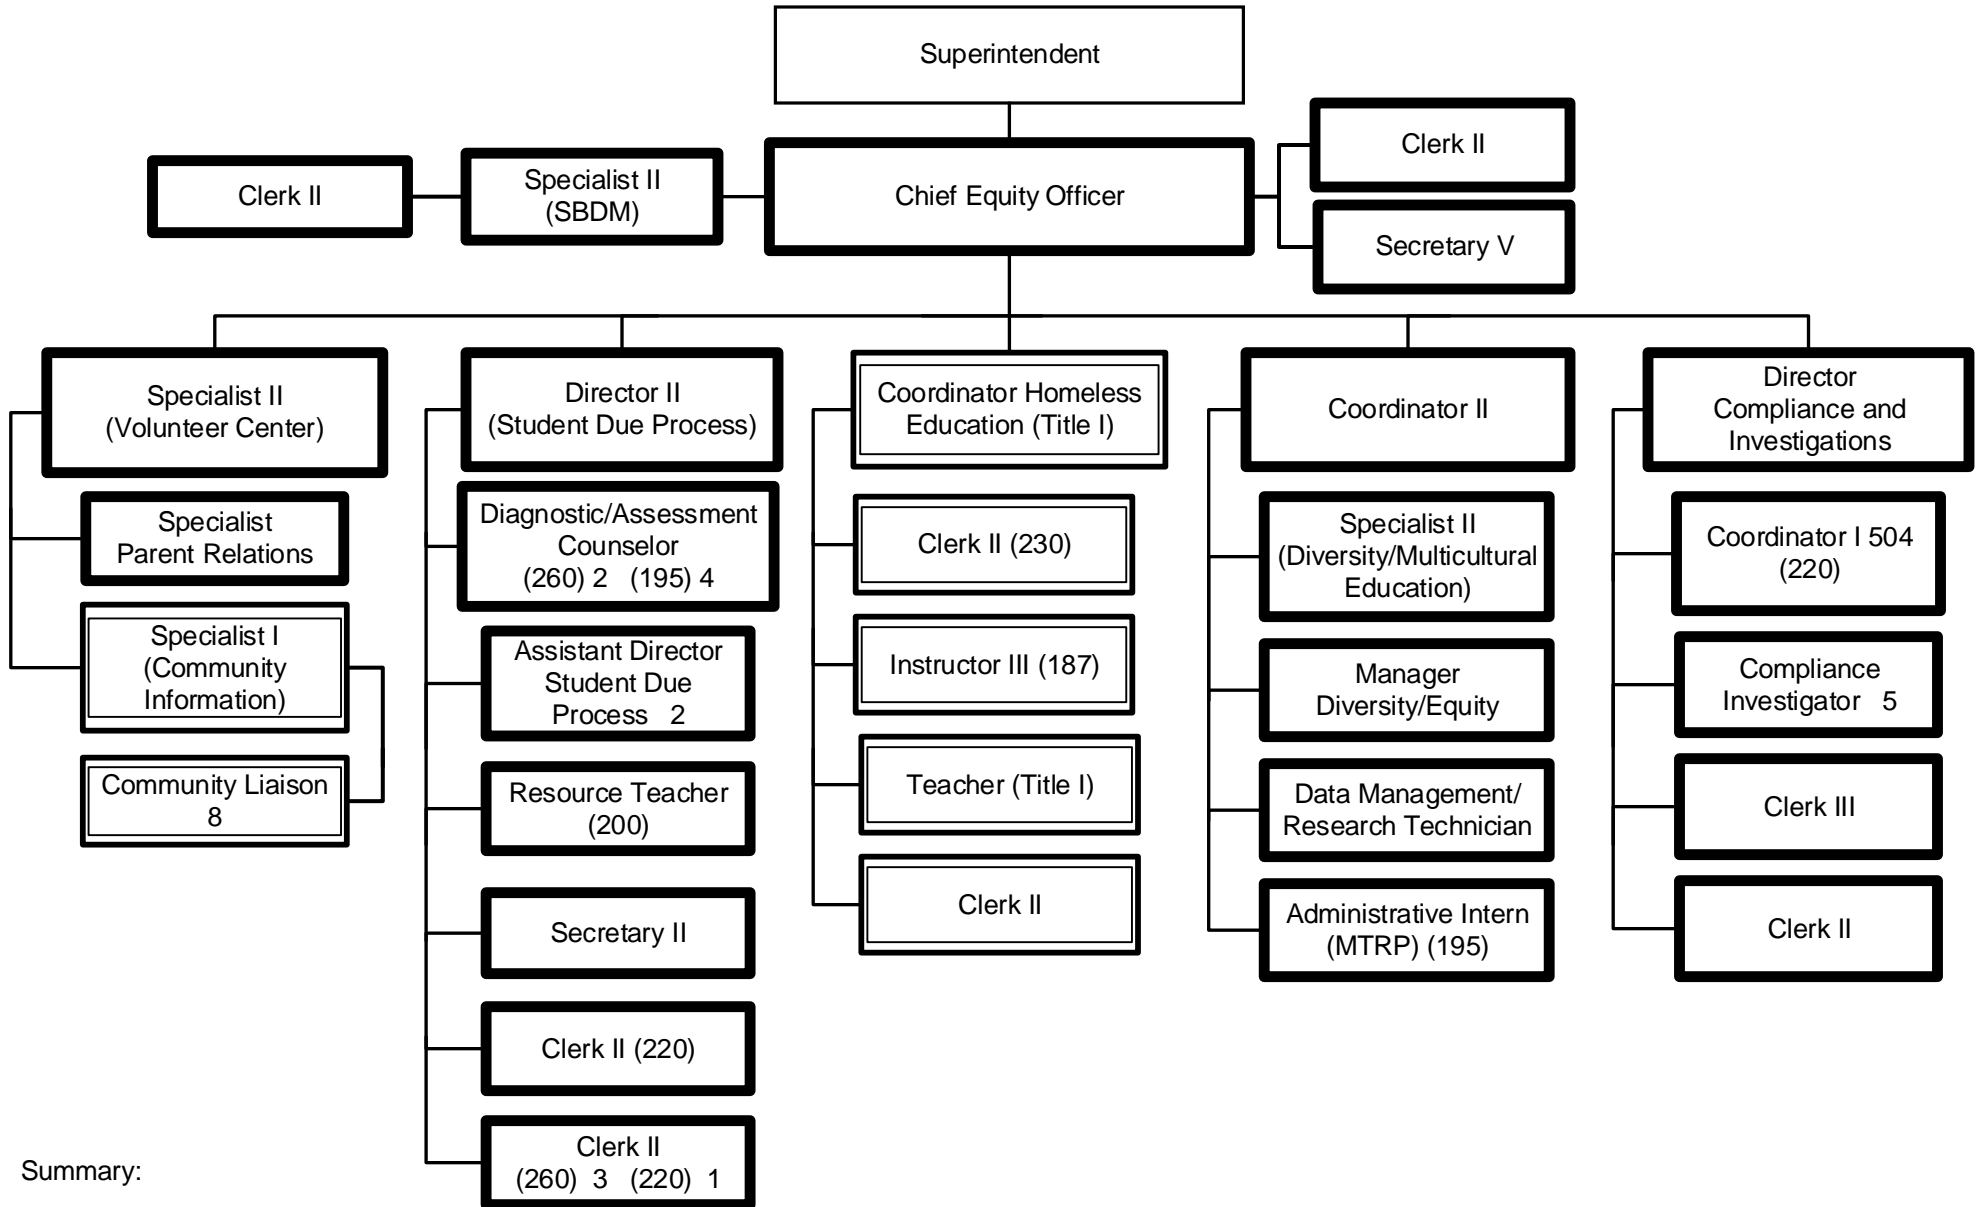 Superintendent
Clerk II
Specialist II
(SBDM)
Chief Equity Officer
Clerk II
Secretary V
Specialist II
(Volunteer Center)
Specialist
Parent Relations
Specialist I
(Community
Information)
Community Liaison
8
Director II
(Student Due Process)
Diagnostic/Assessment
Counselor
(260) 2 (195) 4
Assistant Director
Student Due
Process 2
Resource Teacher
(200)
Secretary II
Clerk II (220)
Clerk II
(260) 3 (220) 1
Coordinator Homeless
Education (Title I)
Clerk II (230)
Instructor III (187)
Teacher (Title I)
Clerk II
Coordinator II
Specialist II
(Diversity/Multicultural
Education)
Manager
Diversity/Equity
Data Management/
Research Technician
Administrative Intern
(MTRP) (195)
Director
Compliance and
Investigations
Coordinator I 504
(220)
Compliance
Investigator 5
Clerk III
Clerk II
Summary: